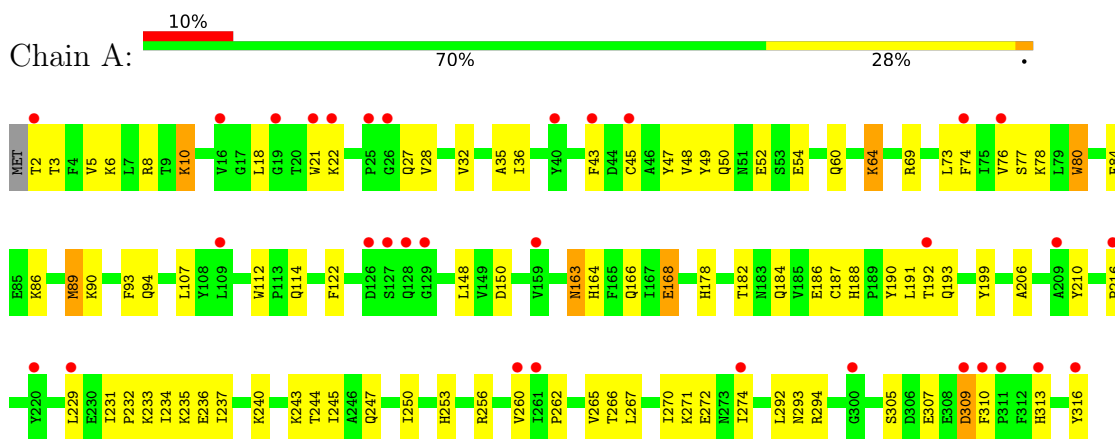 10%
Chain A:
70% 28% •
MET T2 T3 F4 V5 K6 L7 R8 T9 K10 V16 G17 L18 G19 T20 W21 K22 P25 G26 Q27 V28 V32 A35 I36 Y40 F43 D44 C45 A46 Y47 V48 Y49 Q50 N51 E52 S53 E54 Q60 K64 R69 L73 F74 I75 V76 S77 K78 L79 W80 F84
E85 K86 M89 K90 F93 Q94 L107 Y108 L109 W112 P113 Q114 F122 D126 S127 Q128 G129 L148 V149 D150 V159 N163 H164 F165 Q166 I167 E168 H178 T182 N183 Q184 V185 E186 C187 H188 P189 Y190 L191 T192 Q193 Y199 A206 A209 Y210
Y220 L229 E230 I231 P232 K233 I234 K235 E236 I237 K240 K243 T244 I245 A246 Q247 I250 H253 R256 V260 I261 P262 V265 T266 L267 I270 K271 E272 N273 I274 L292 N293 R294 G300 S305 D306 E307 E308 D309 F310 P311 F312 H313 Y316